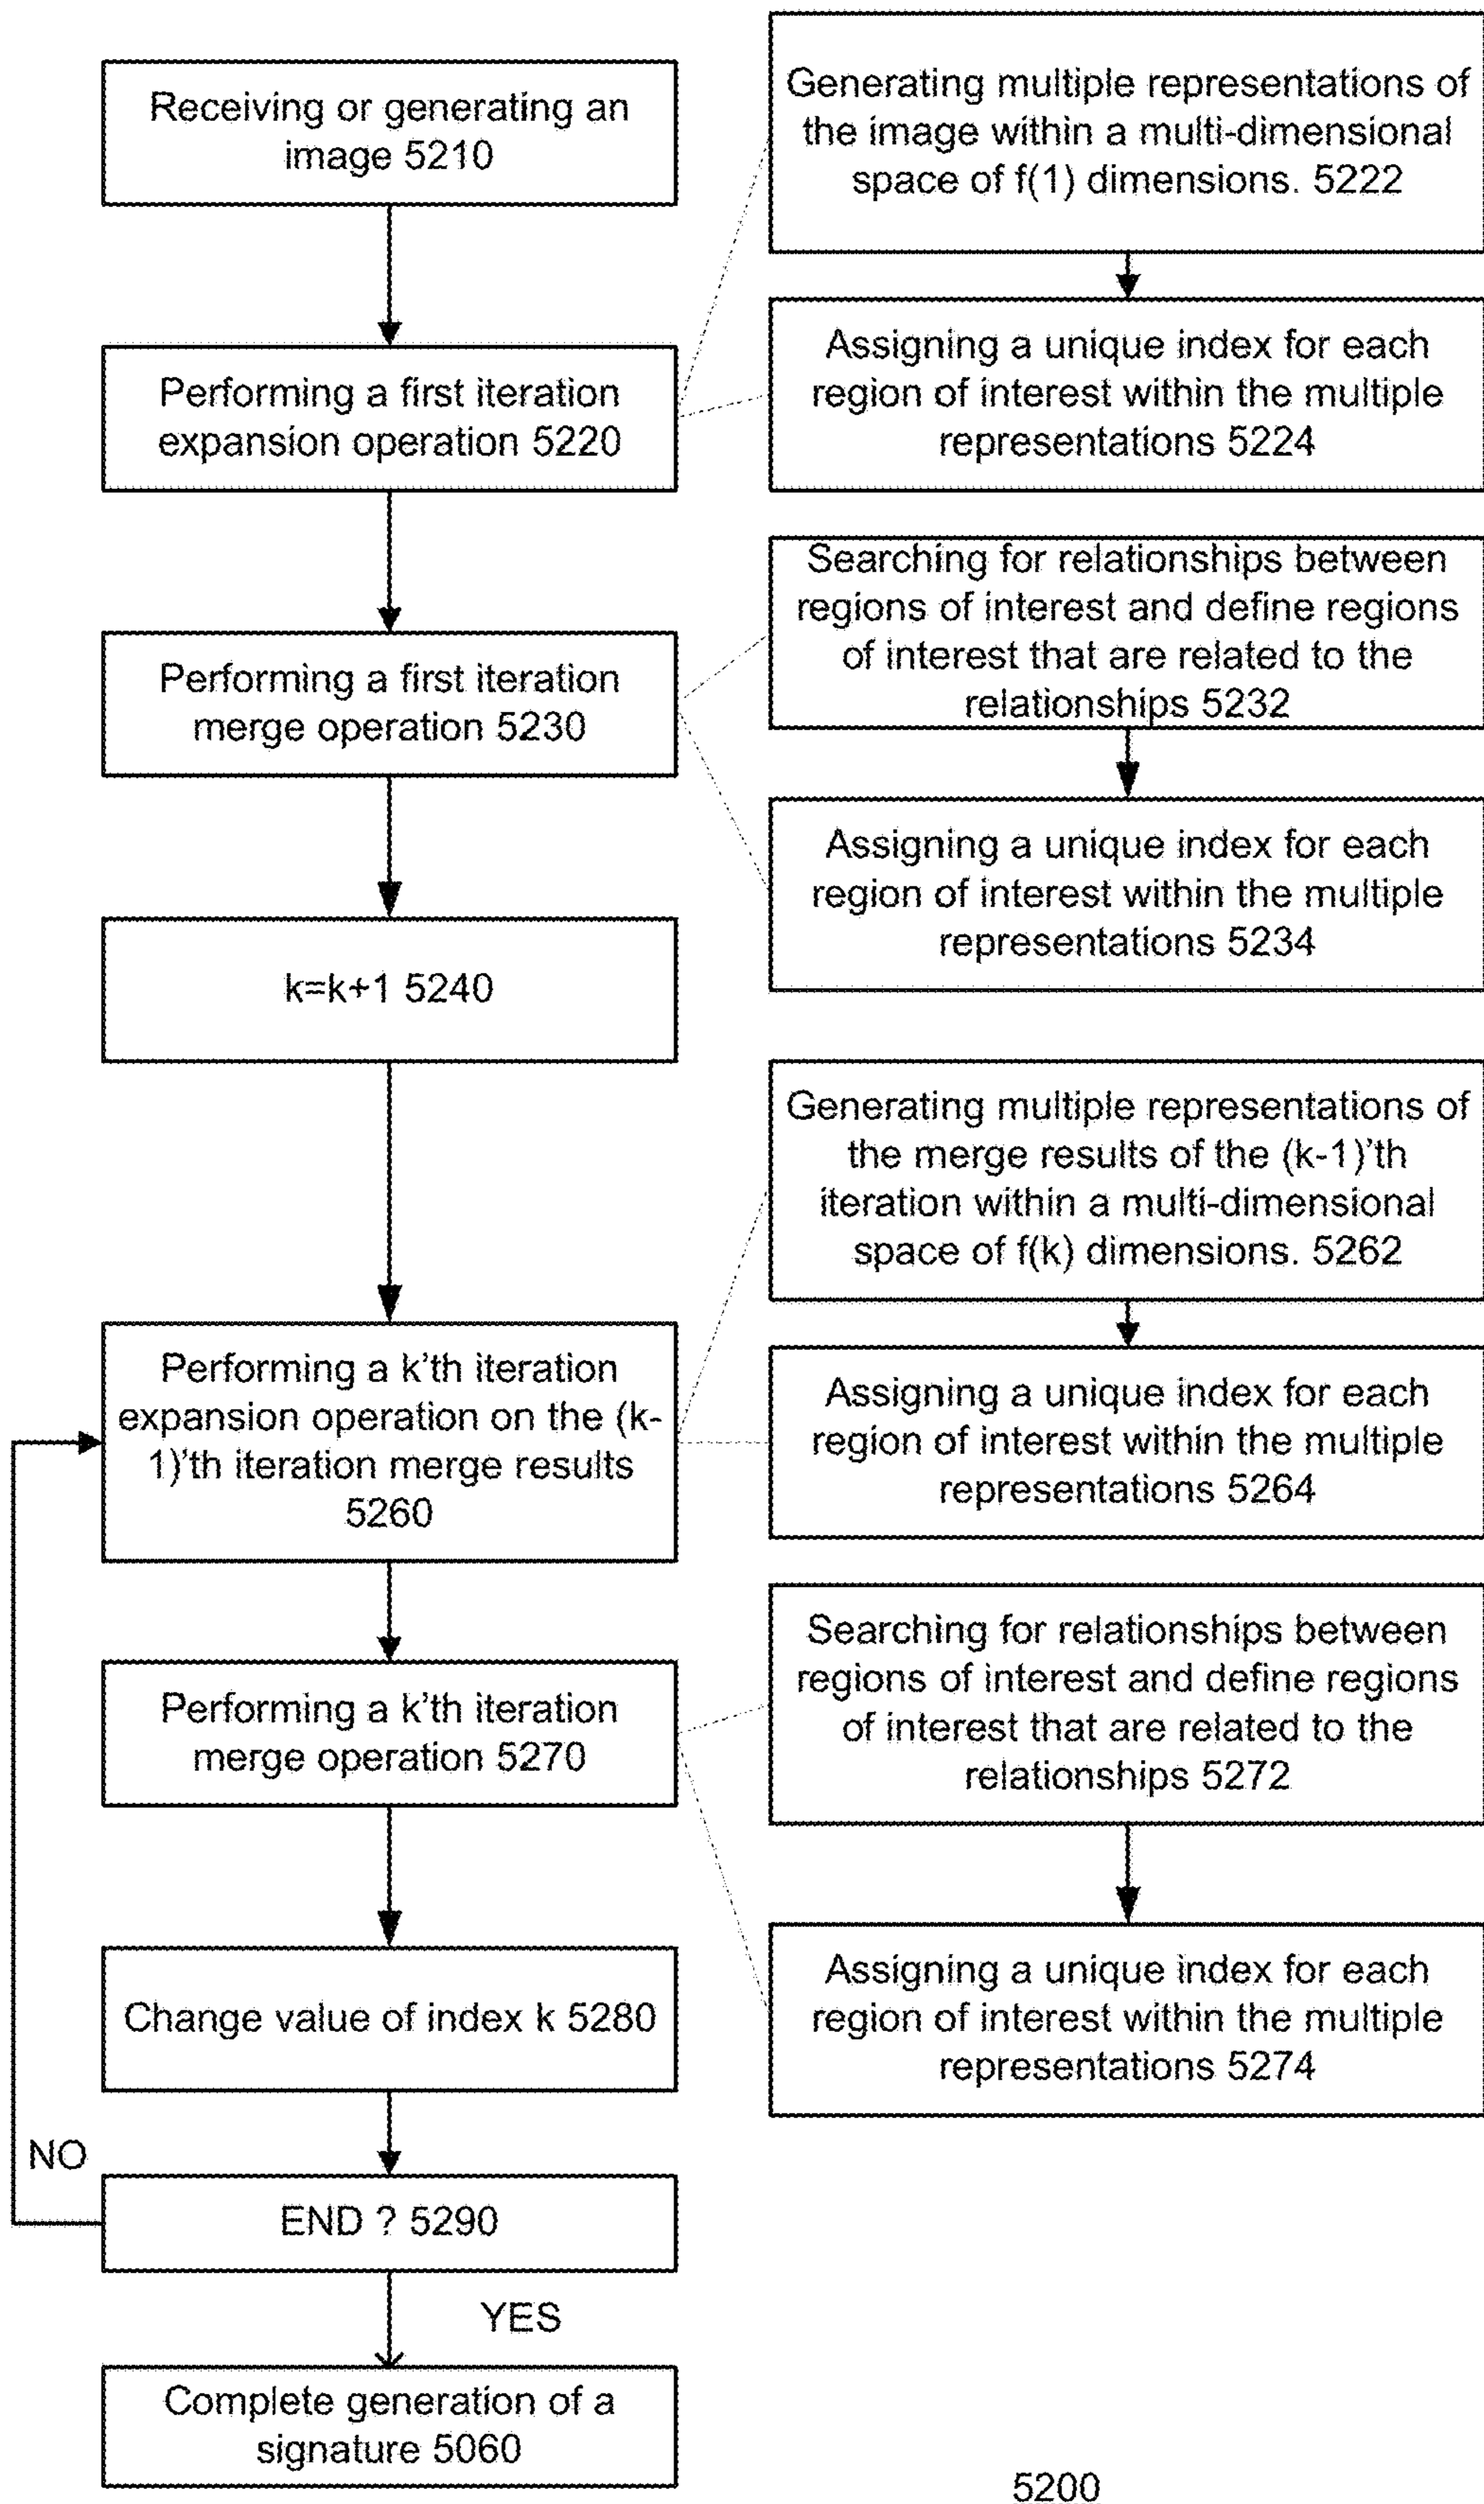 Receiving or generating an
image 5210
Generating multiple representations of
the image within a multi-dimensional
space of f(1) dimensions. 5222
Performing a first iteration
expansion operation 5220
Assigning a unique index for each
region of interest within the multiple
representations 5224
Performing a first iteration
merge operation 5230
Searching for relationships between
regions of interest and define regions
of interest that are related to the
relationships 5232
Assigning a unique index for each
region of interest within the multiple
representations 5234
k=k+1 5240
Generating multiple representations of
the merge results of the (k-1)'th
iteration within a multi-dimensional
space of f(k) dimensions. 5262
Performing a k'th iteration
expansion operation on the (k-
1)'th iteration merge results
5260
Assigning a unique index for each
region of interest within the multiple
representations 5264
Performing a k'th iteration
merge operation 5270
Searching for relationships between
regions of interest and define regions
of interest that are related to the
relationships 5272
Assigning a unique index for each
region of interest within the multiple
representations 5274
Change value of index k 5280
NO
END ? 5290
YES
Complete generation of a
signature 5060
5200